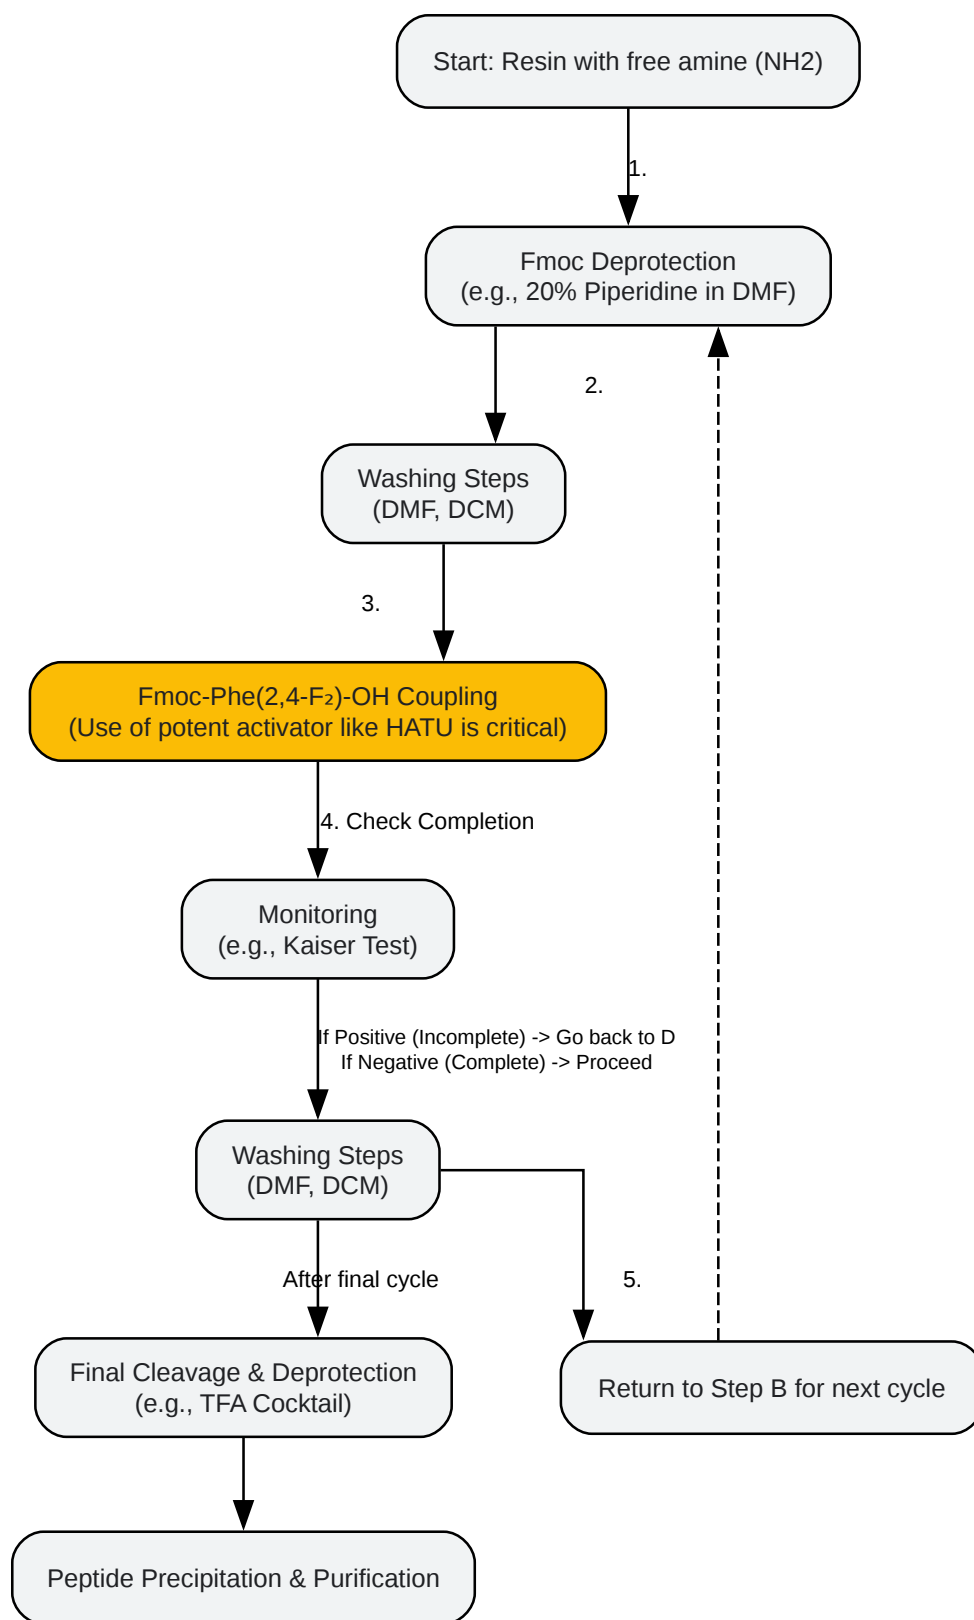 Start: Resin with free amine (NH2)
1.
Fmoc Deprotection
(e.g., 20% Piperidine in DMF)
2.
Washing Steps
(DMF, DCM)
3.
Fmoc-Phe(2,4-F₂)-OH Coupling
(Use of potent activator like HATU is critical)
4. Check Completion
Monitoring
(e.g., Kaiser Test)
If Positive (Incomplete) -> Go back to D
If Negative (Complete) -> Proceed
Washing Steps
(DMF, DCM)
After final cycle
5.
Final Cleavage & Deprotection
(e.g., TFA Cocktail)
Return to Step B for next cycle
Peptide Precipitation & Purification